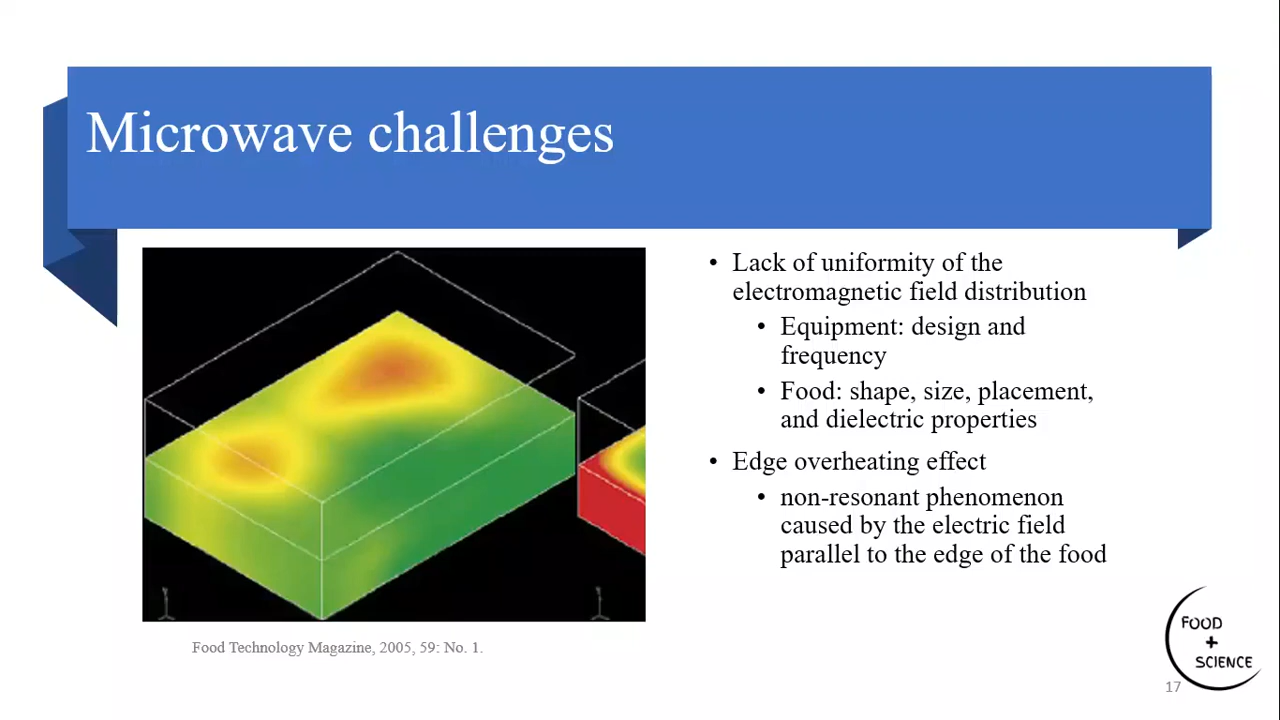 Microwave challenges
• Lack of uniformity of the
electromagnetic field distribution
• Equipment: design and
frequency
• Food: shape, size, placement,
and dielectric properties
• Edge overheating effect
• non-resonant phenomenon
caused by the electric field
parallel to the edge of the food
Food Technology Magazine, 2005, 59: No. 1.
FOOD
+
SCIENCE
17